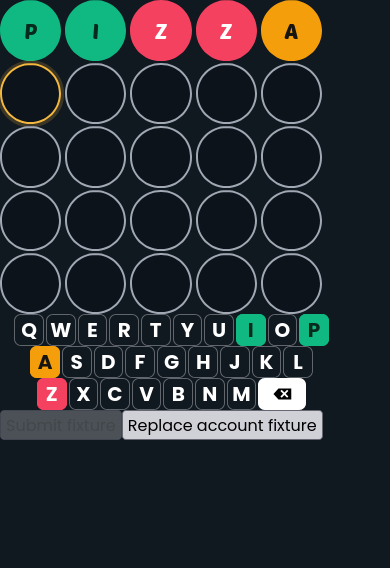 P I Z Z A
Q W E R T Y U I O P
A S D F G H J K L
Z X C V B N M
Submit fixture Replace account fixture